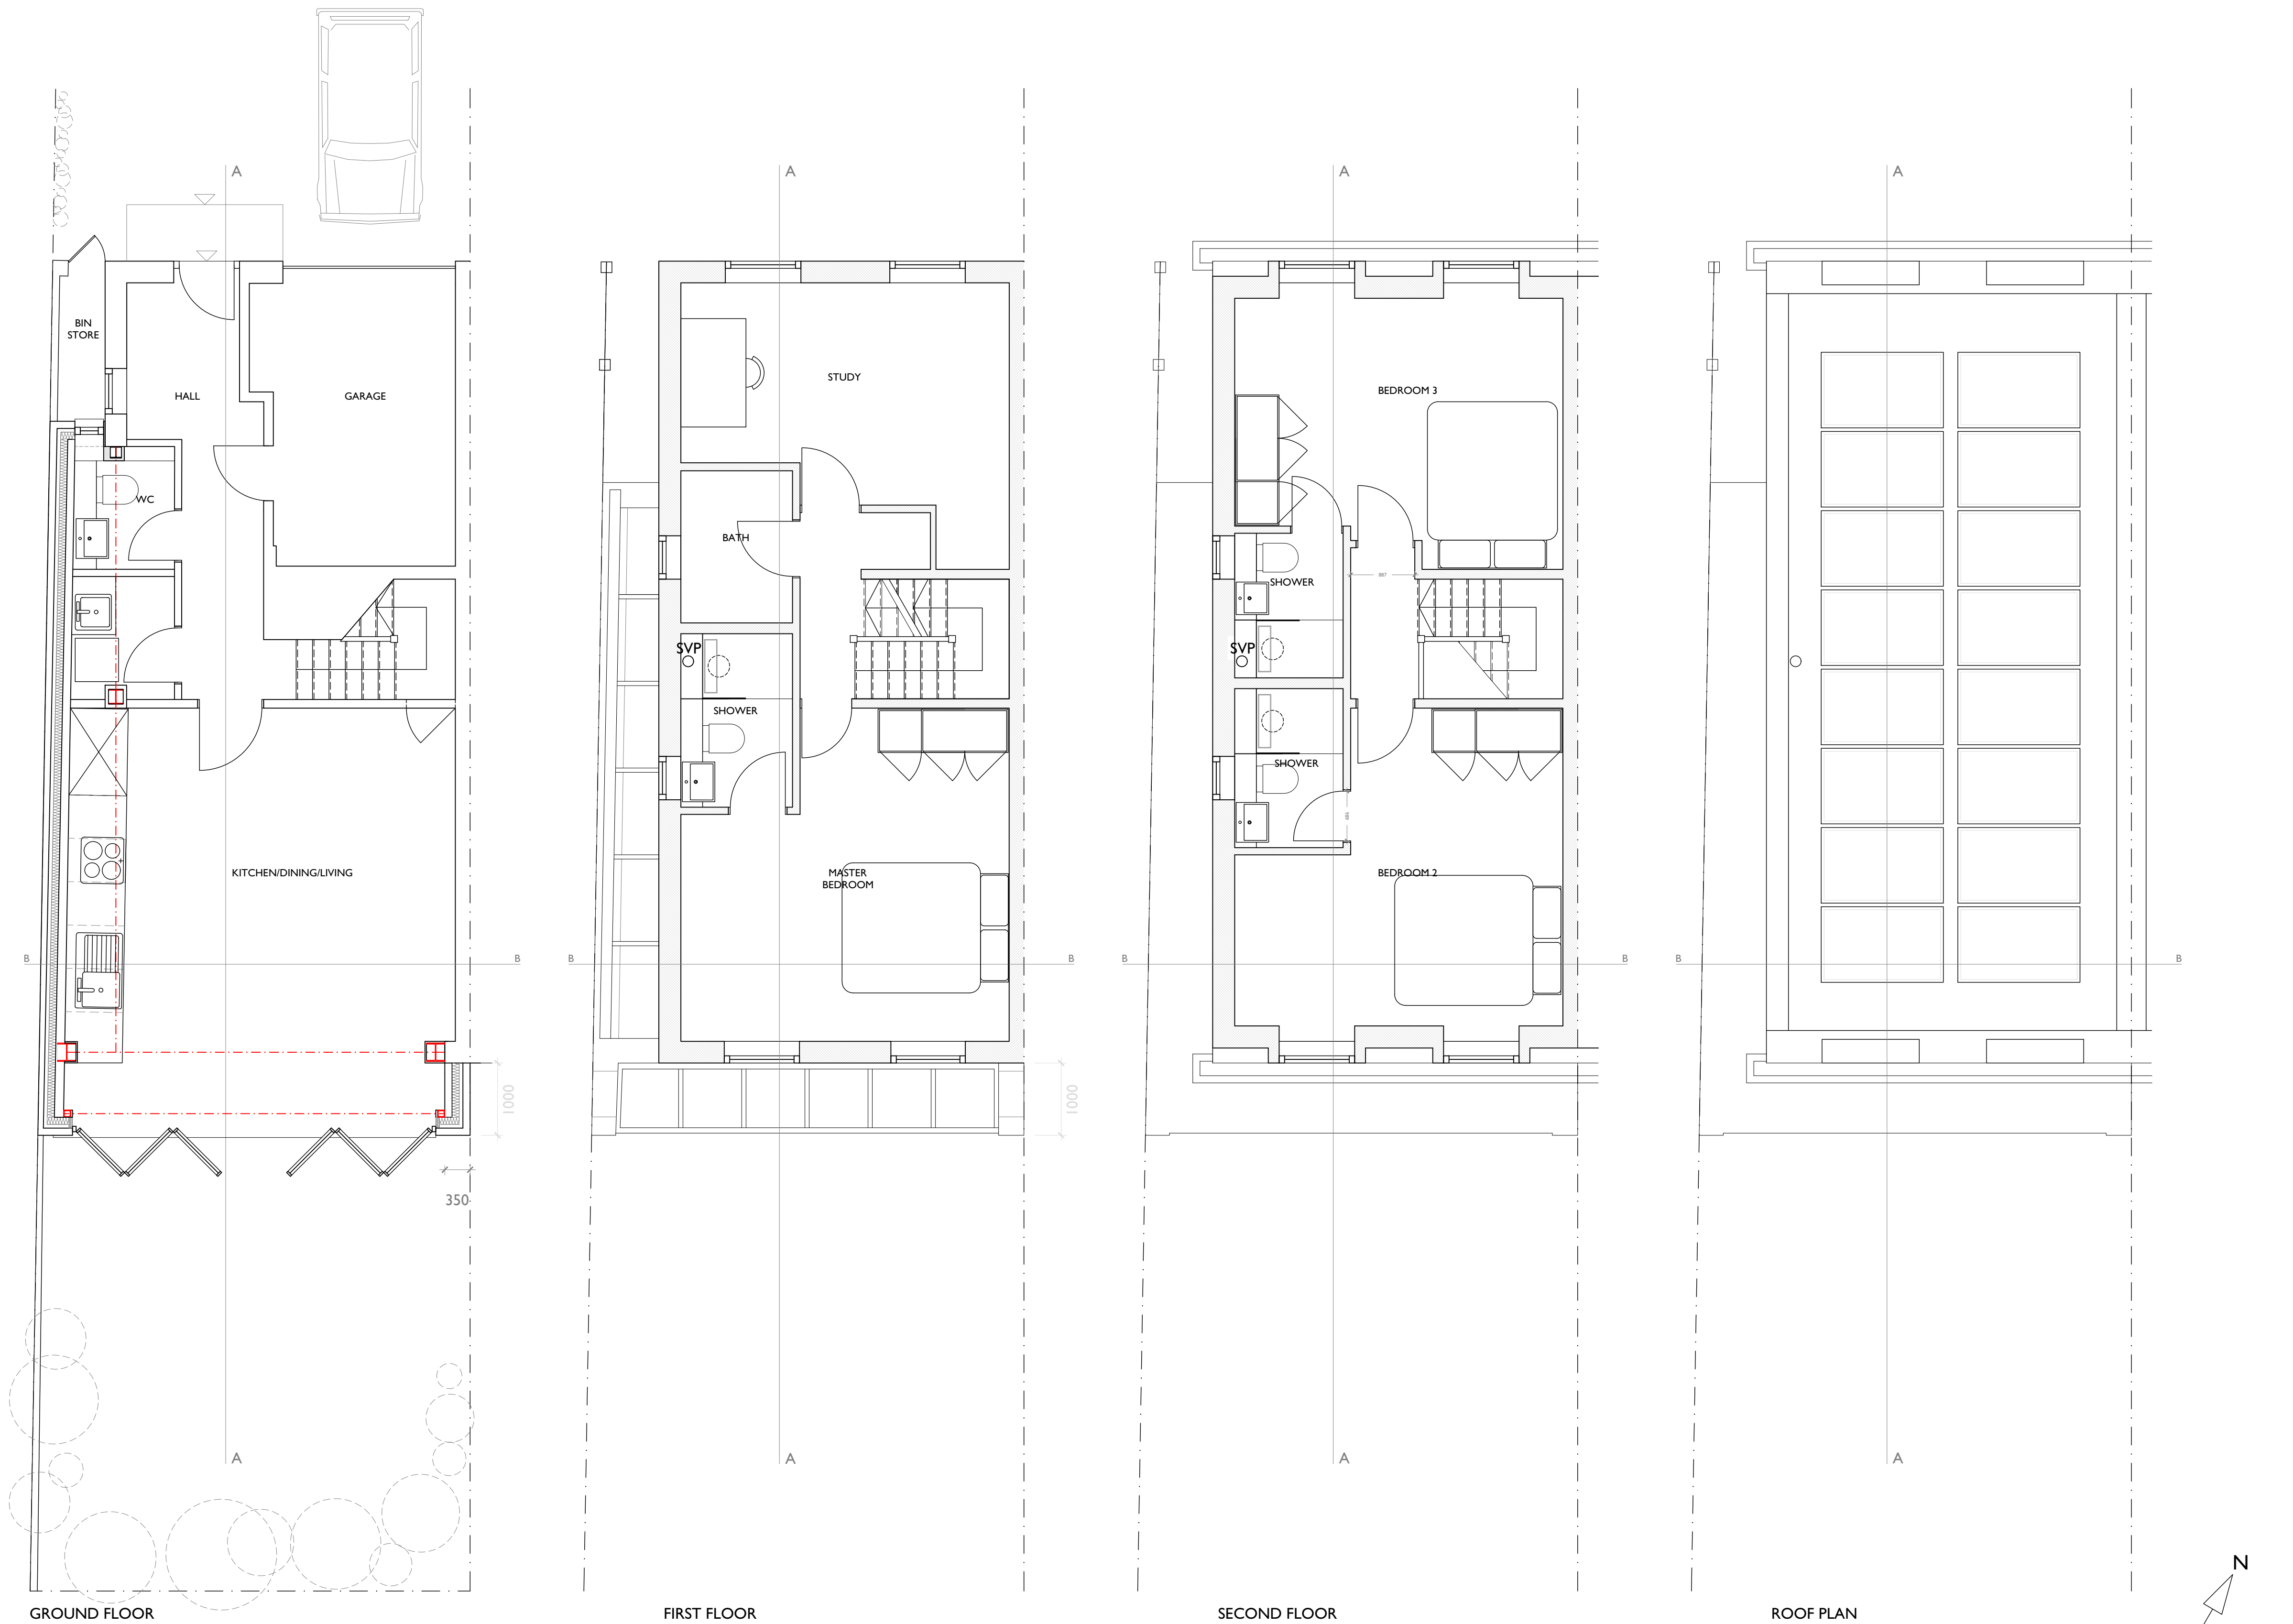 A
BIN
STORE
HALL
GARAGE
WC
KITCHEN/DINING/LIVING
B
B
1000
350
A
GROUND FLOOR
A
STUDY
BATH
SVP
SHOWER
MASTER
BEDROOM
B
B
1000
A
FIRST FLOOR
A
BEDROOM 3
887
SHOWER
SVP
SHOWER
BEDROOM 2
B
B
A
SECOND FLOOR
A
B
B
A
ROOF PLAN
N